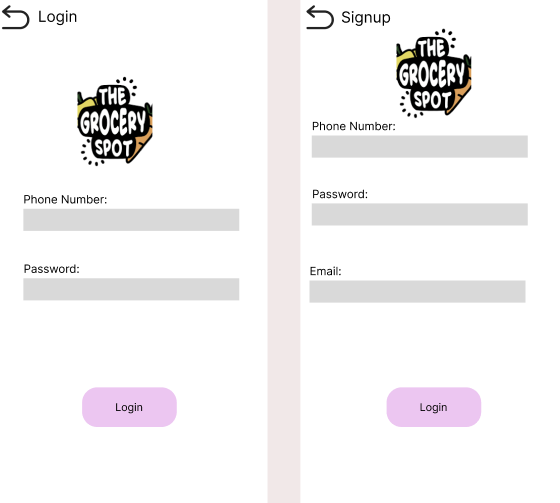 Login
THE
GROCERY
SPOT
Phone Number:
Password:
Login
Signup
THE
GROCERY
SPOT
Phone Number:
Password:
Email:
Login